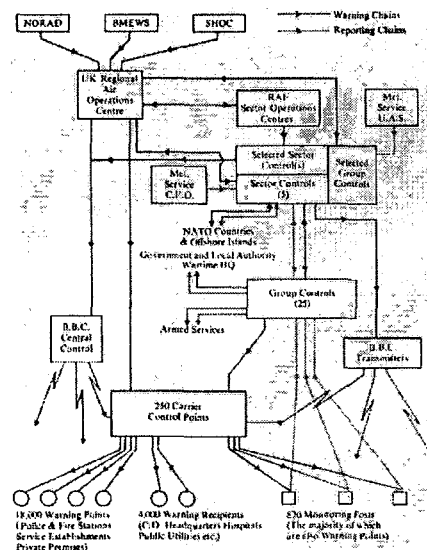 NORAD
BMEWS
SHOC
Warning Chains
Reporting Chains
UK Regional
Air
Operations
Centre
RAF
Sector Operations
Centres
Met.
Service
U.A.S.
Selected Sector
Control(s)
Selected
Group
Controls
Met.
Service
C.F.O.
Sector Controls
(5)
NATO Countries
& Offshore Islands
Government and Local Authority
Wartime HQ
Group Controls
(25)
Armed Services
B.B.C.
Central
Control
B.B.C.
Transmitters
250 Carrier
Control Points
18,000 Warning Points
(Police & Fire Stations
Service Establishments
Private Premises)
4,000 Warning Recipients
(C.D. Headquarters Hospitals
Public Utilities etc.)
Monitoring Posts
(The majority of which
are also Warning Points)